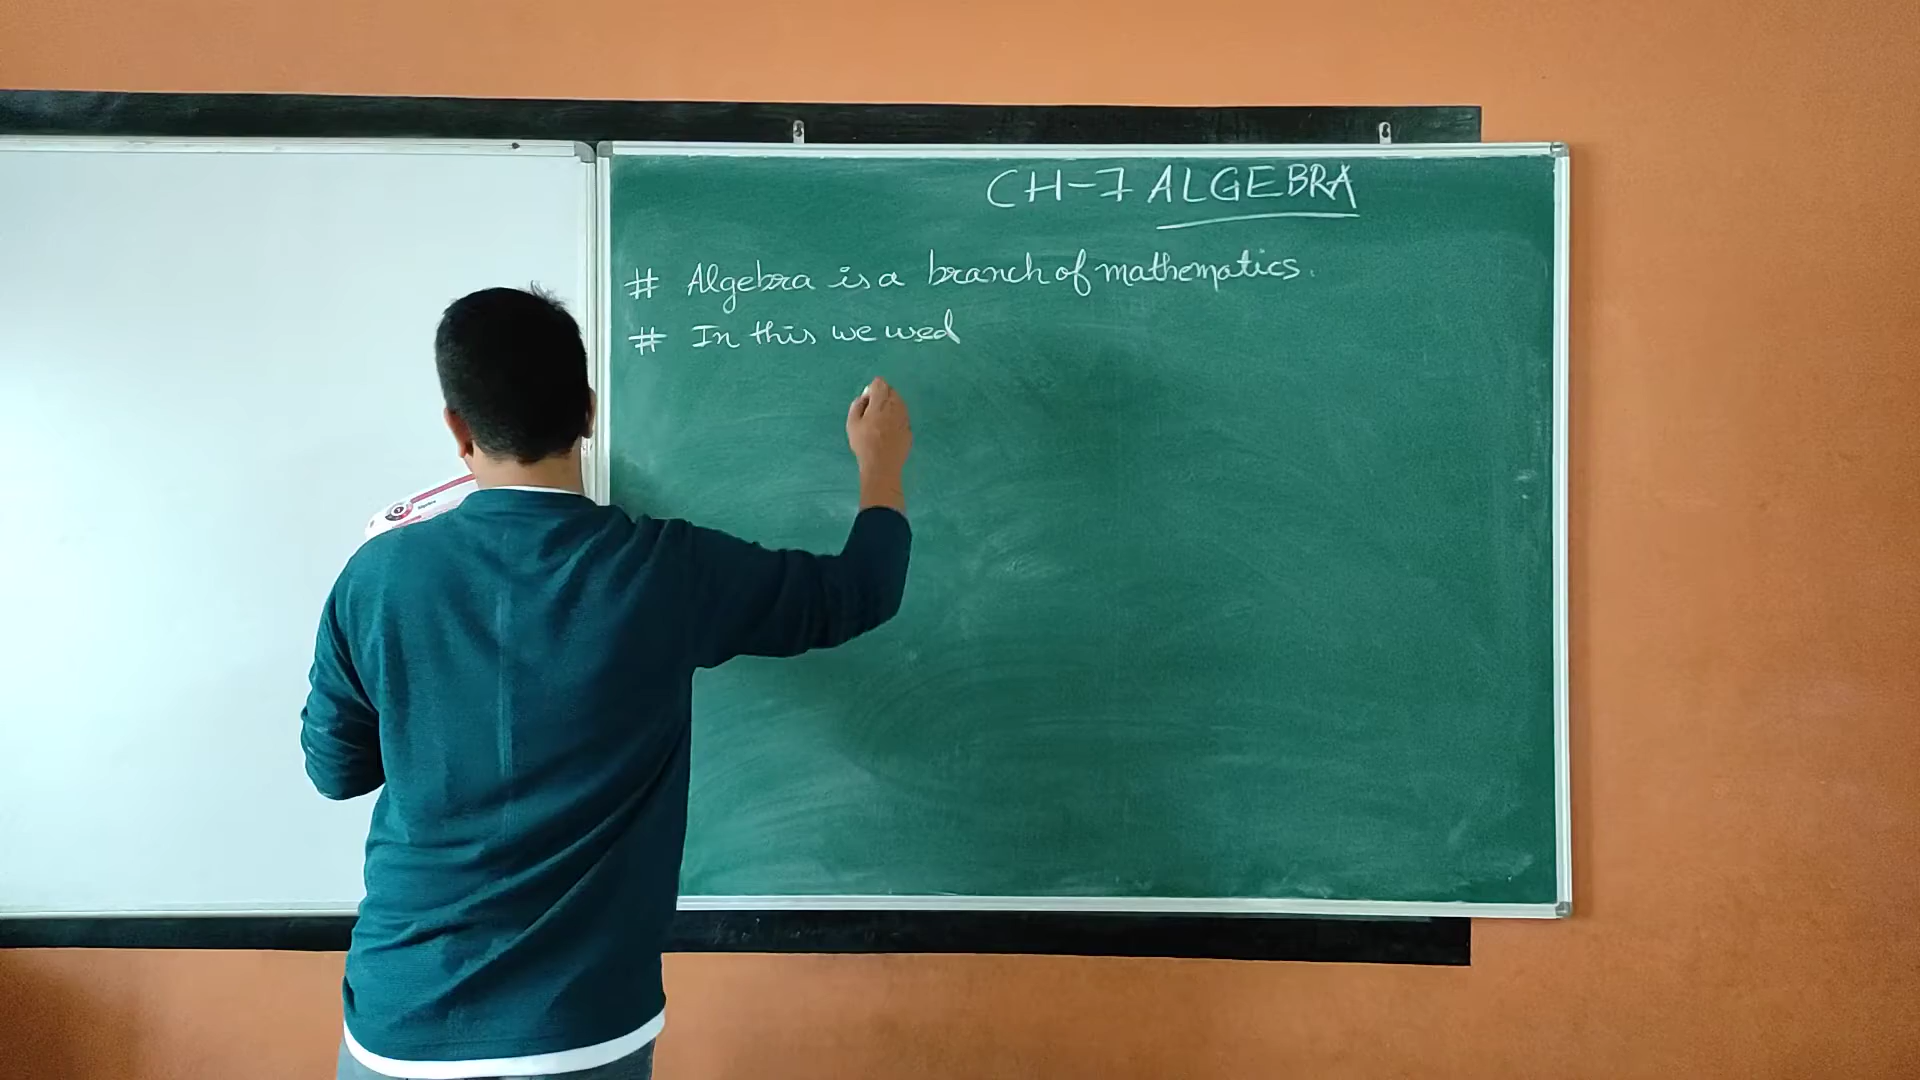 CH-7 ALGEBRA
# Algebra is a branch of mathematics.
# In this we used